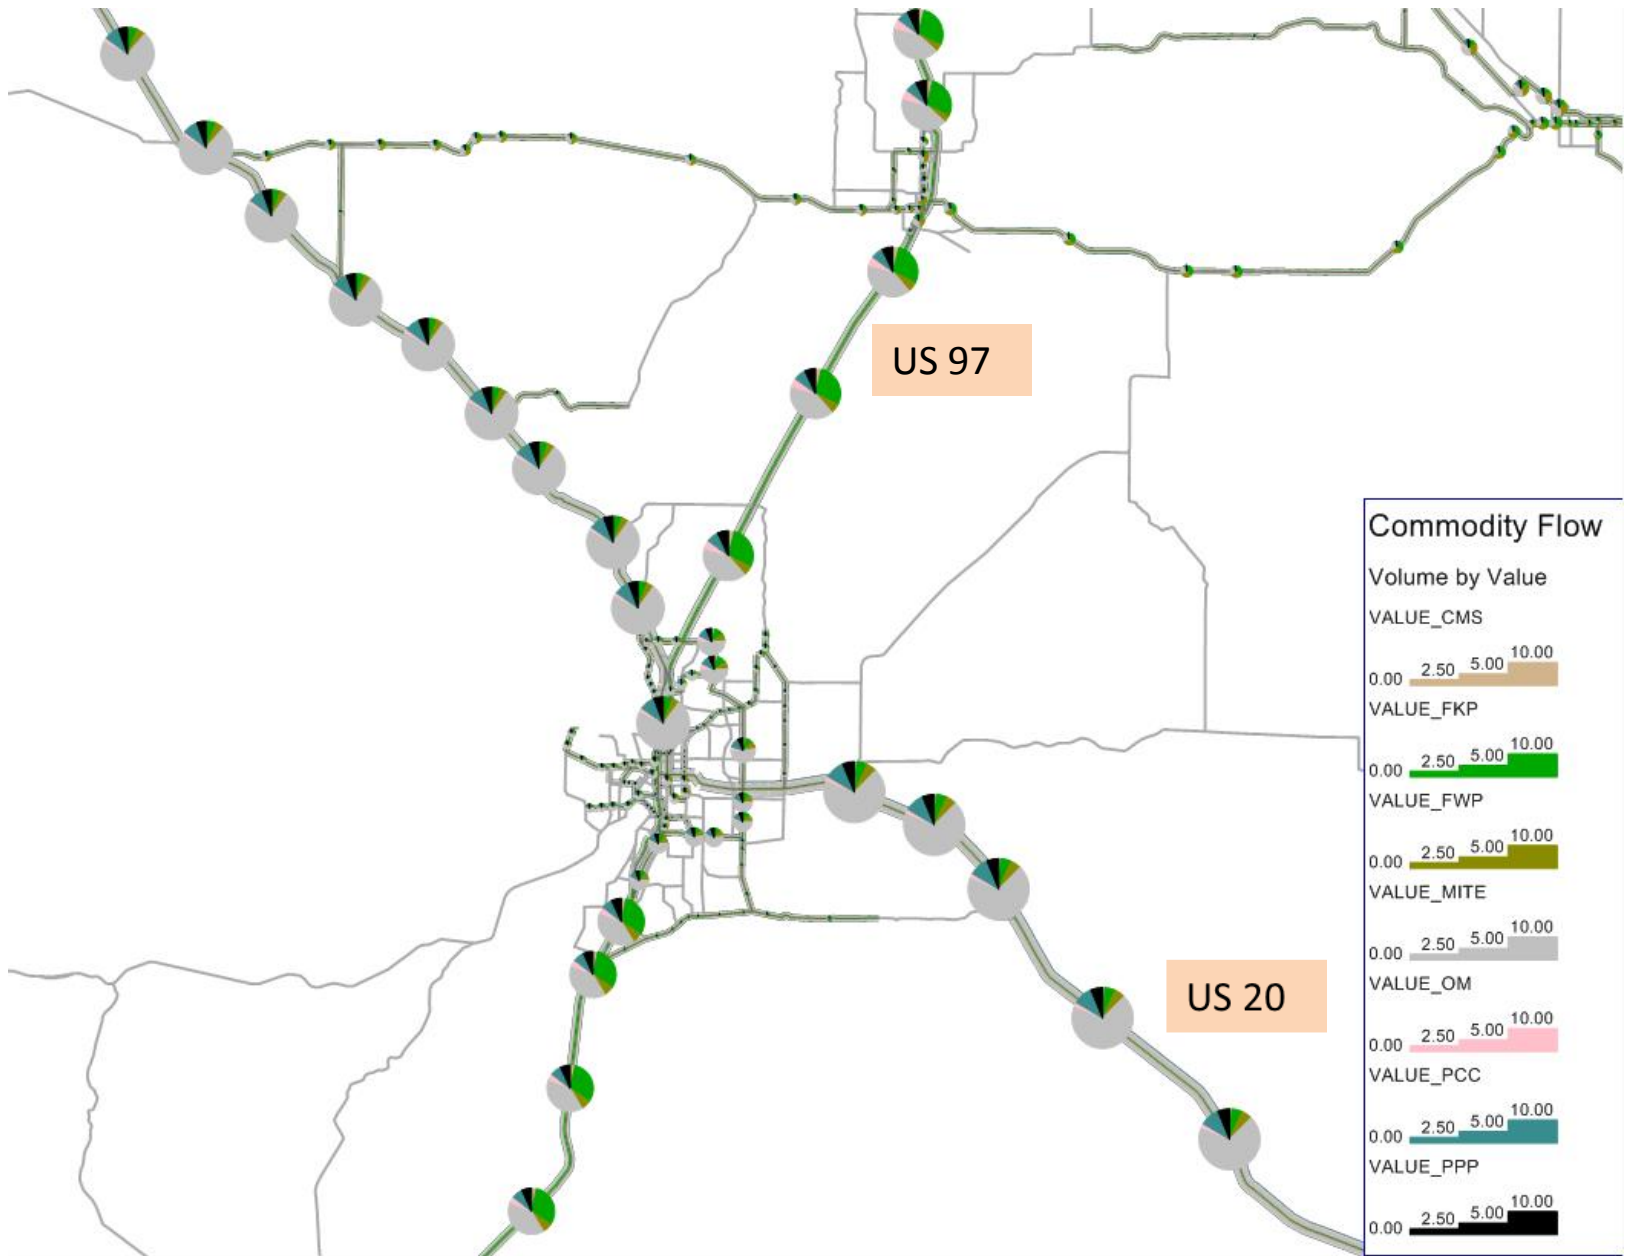 US 97
US 20
Commodity Flow
Volume by Value
VALUE_CMS
0.00 2.50 5.00 10.00
VALUE_FKP
0.00 2.50 5.00 10.00
VALUE_FWP
0.00 2.50 5.00 10.00
VALUE_MITE
0.00 2.50 5.00 10.00
VALUE_OM
0.00 2.50 5.00 10.00
VALUE_PCC
0.00 2.50 5.00 10.00
VALUE_PPP
0.00 2.50 5.00 10.00